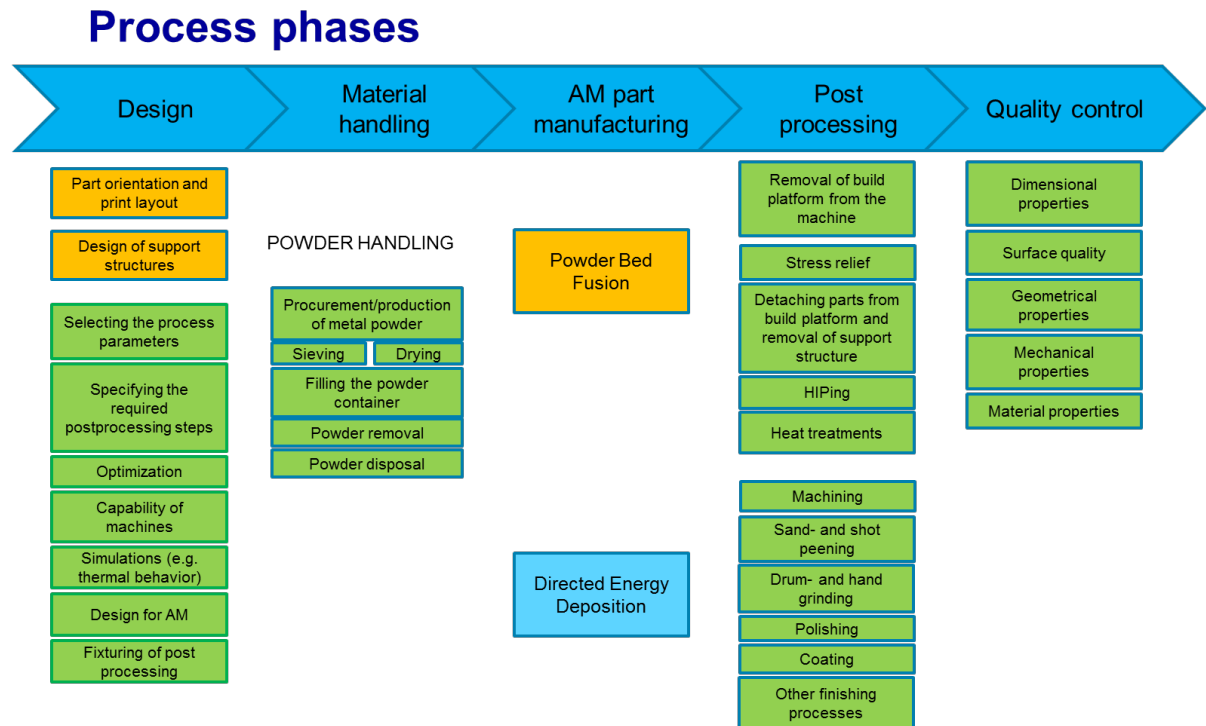 Process phases
Design
Material
handling
AM part
manufacturing
Post
processing
Quality control
Part orientation and
print layout
Design of support
structures
Selecting the process
parameters
Specifying the
required
postprocessing steps
Optimization
Capability of
machines
Simulations (e.g.
thermal behavior)
Design for AM
Fixturing of post
processing
POWDER HANDLING
Procurement/production
of metal powder
Sieving
Drying
Filling the powder
container
Powder removal
Powder disposal
Powder Bed
Fusion
Directed Energy
Deposition
Removal of build
platform from the
machine
Stress relief
Detaching parts from
build platform and
removal of support
structure
HIPing
Heat treatments
Machining
Sand- and shot
peening
Drum- and hand
grinding
Polishing
Coating
Other finishing
processes
Dimensional
properties
Surface quality
Geometrical
properties
Mechanical
properties
Material properties